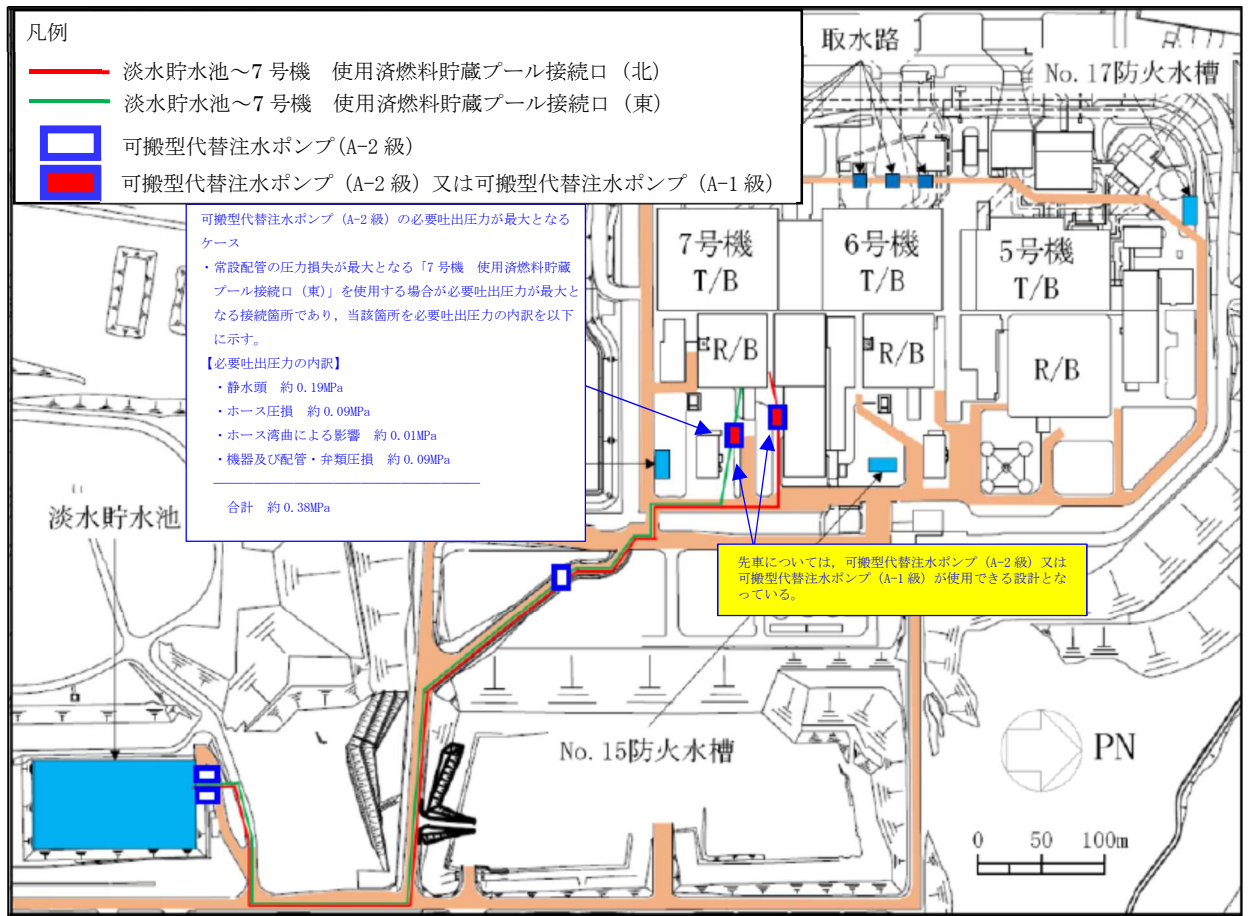 凡例
淡水貯水池～7 号機　使用済燃料貯蔵プール接続口（北）
淡水貯水池～7 号機　使用済燃料貯蔵プール接続口（東）
可搬型代替注水ポンプ(A-2 級)
可搬型代替注水ポンプ（A-2 級）又は可搬型代替注水ポンプ（A-1 級）
取水路
No. 17防火水槽
可搬型代替注水ポンプ（A-2 級）の必要吐出圧力が最大となる
ケース
・常設配管の圧力損失が最大となる「7 号機　使用済燃料貯蔵
プール接続口（東）」を使用する場合が必要吐出圧力が最大と
なる接続箇所であり，当該箇所を必要吐出圧力の内訳を以下
に示す。
【必要吐出圧力の内訳】
・静水頭　約 0.19MPa
・ホース圧損　約 0.09MPa
・ホース湾曲による影響　約 0.01MPa
・機器及び配管・弁類圧損　約 0.09MPa
合計　約 0.38MPa
7号機
T/B
6号機
T/B
5号機
T/B
R/B
R/B
R/B
淡水貯水池
先車については，可搬型代替注水ポンプ（A-2 級）又は
可搬型代替注水ポンプ（A-1 級）が使用できる設計とな
っている。
No. 15防火水槽
PN
0 50 100m